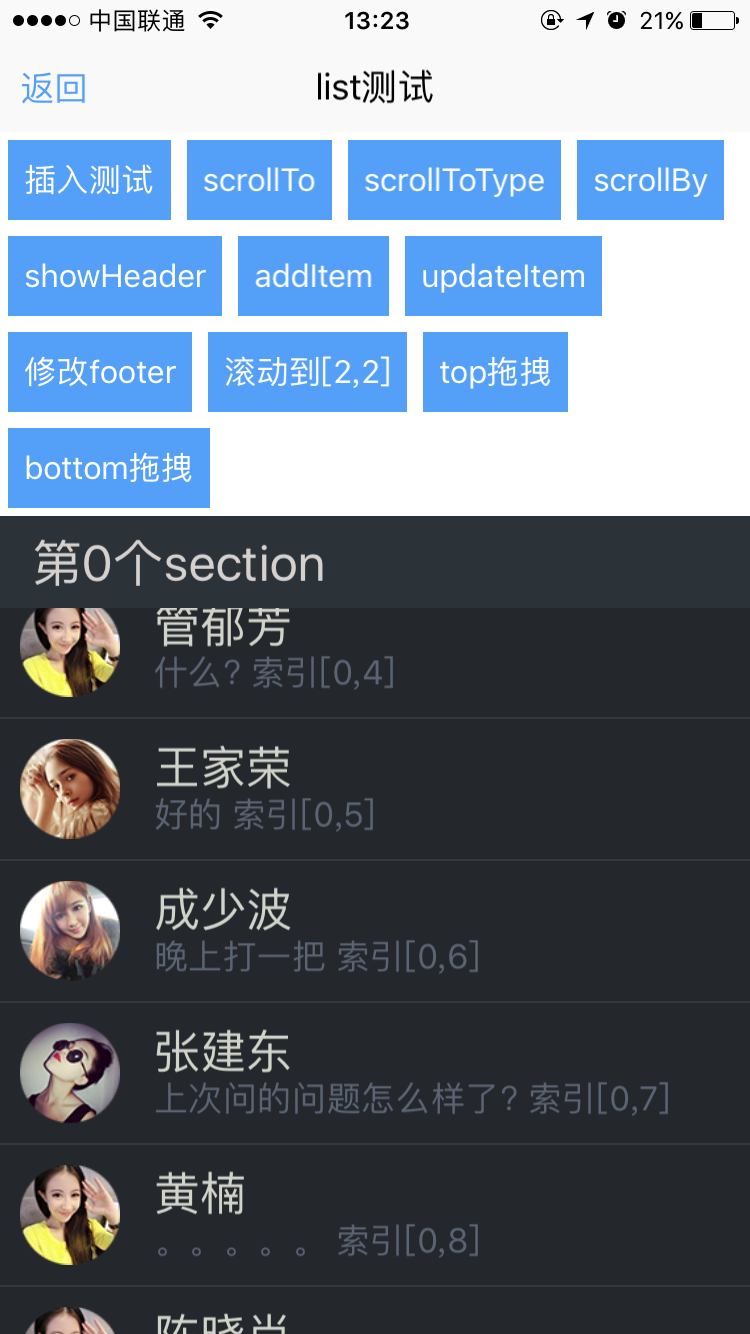 中国联通 13:23 21%
返回 list测试
插入测试 scrollTo scrollToType scrollBy
showHeader addItem updateItem
修改footer 滚动到[2,2] top拖拽
bottom拖拽
第0个section
管郁芳
什么? 索引[0,4]
王家荣
好的 索引[0,5]
成少波
晚上打一把 索引[0,6]
张建东
上次问的问题怎么样了? 索引[0,7]
黄楠
。。。。。 索引[0,8]
陈晓肖